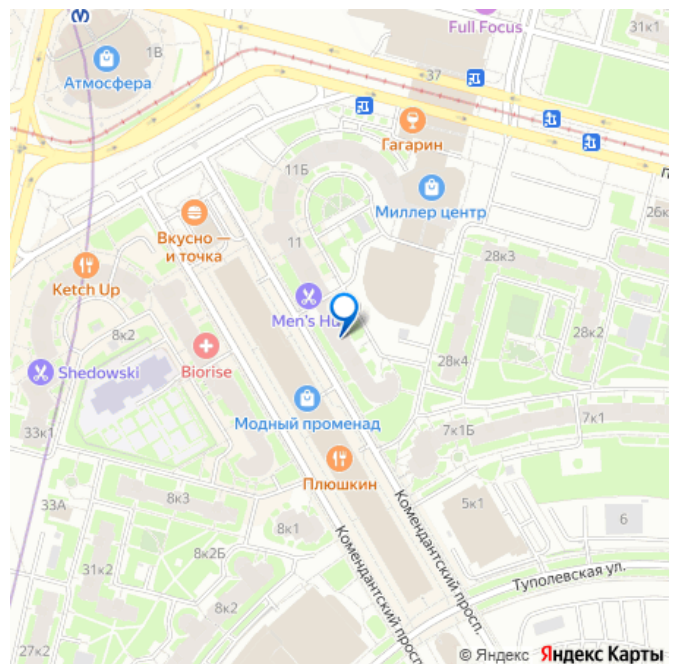 Full Focus
31к1
1В
Атмосфера
37
Гагарин
11Б
Миллер центр
26к
Вкусно —
и точка
11
28к3
Ketch Up
Men's Hu
8к2
28к2
Biorise
28к4
Shedowski
Модный променад
7к1
33к1
7к1Б
Плюшкин
8к3
33А
5к1
6
8к1
Комендантский просп.
Комендантский просп
8к2Б
31к2
Туполевская ул.
8к2
27к2
© Яндекс Яндекс Карты